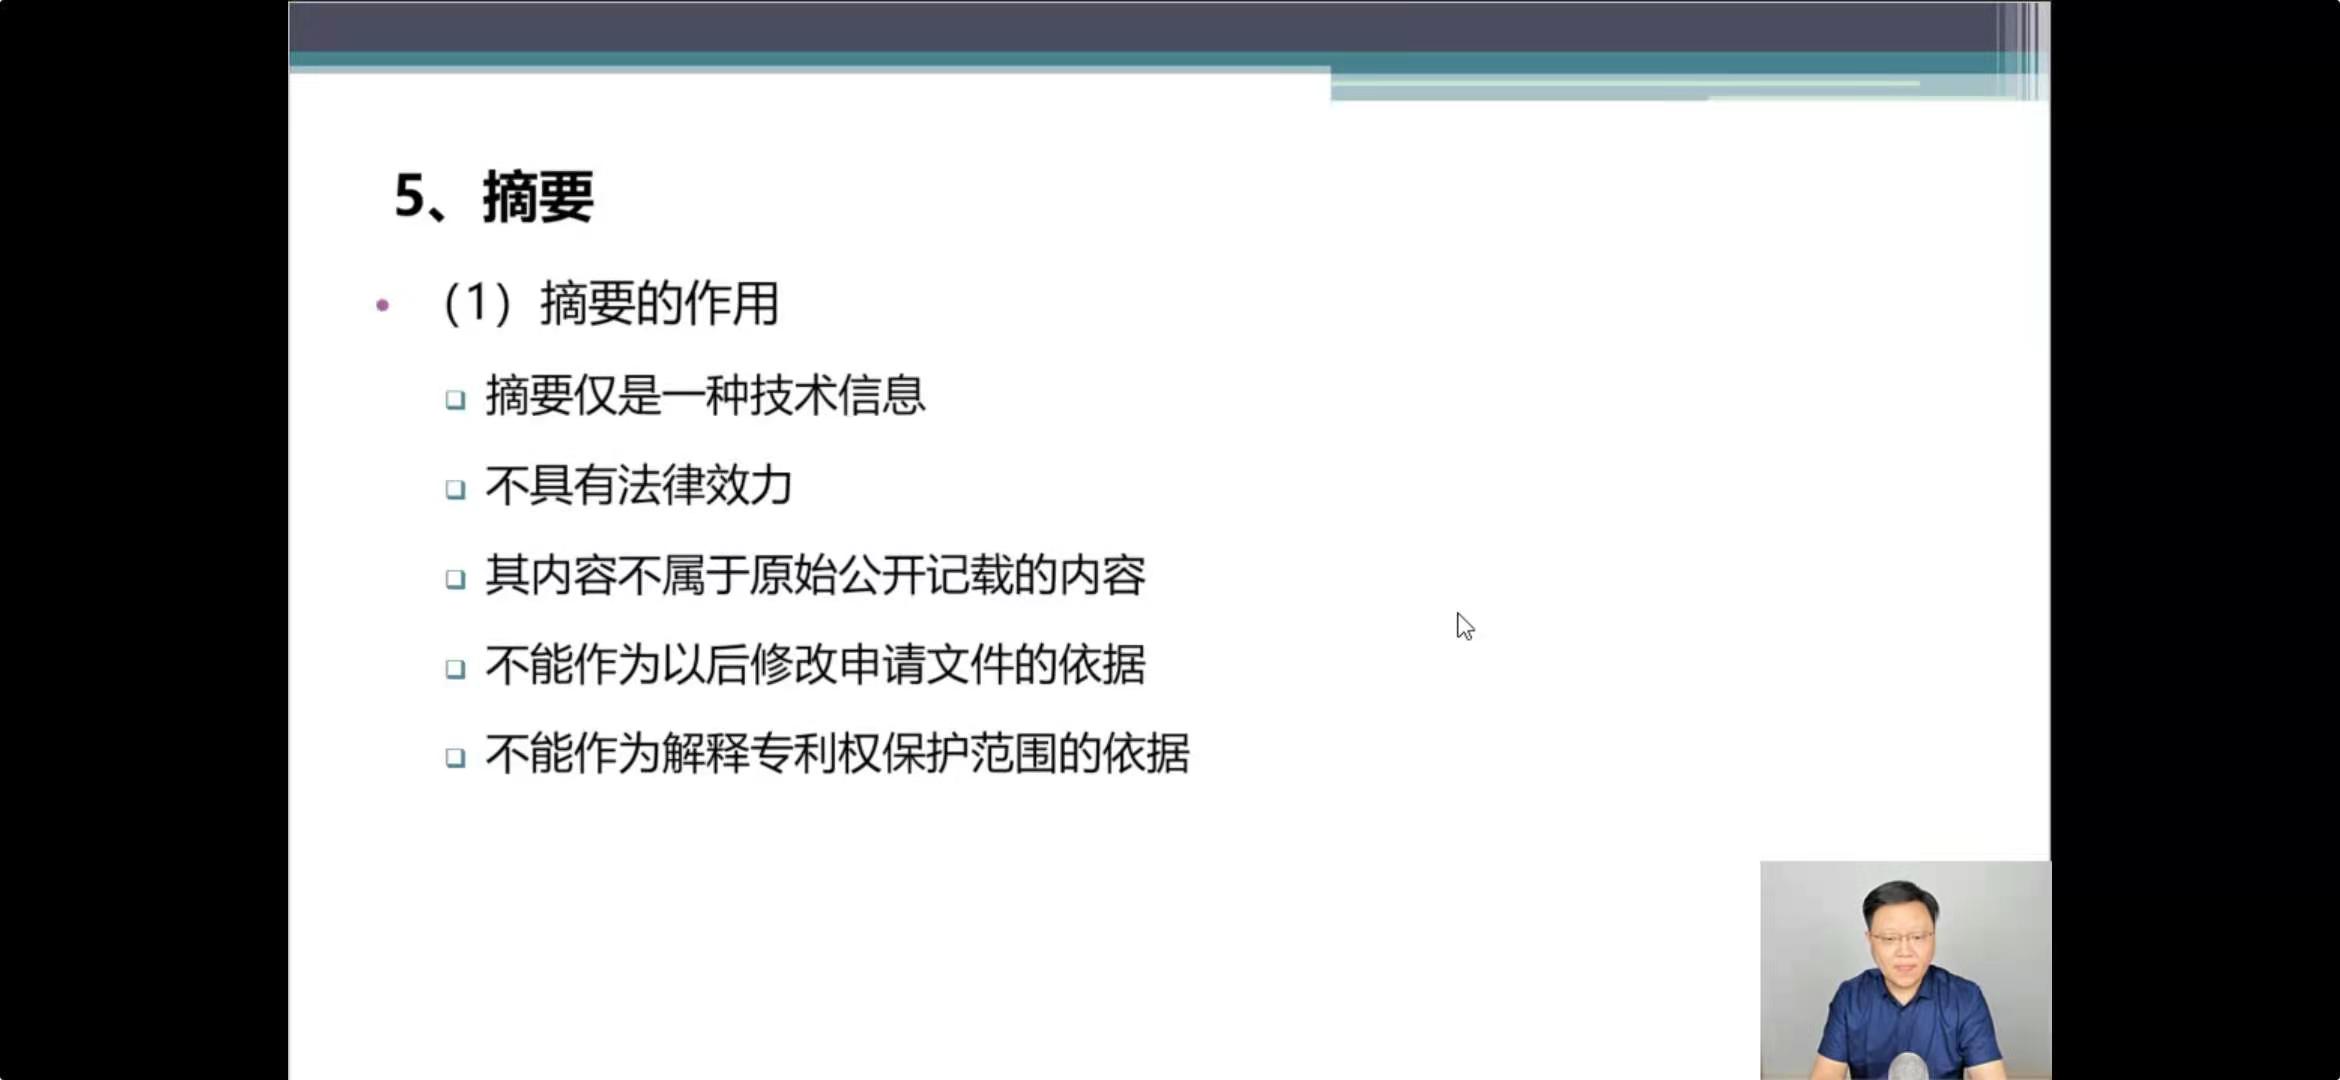 5、摘要
（1）摘要的作用
摘要仅是一种技术信息
不具有法律效力
其内容不属于原始公开记载的内容
不能作为以后修改申请文件的依据
不能作为解释专利权保护范围的依据